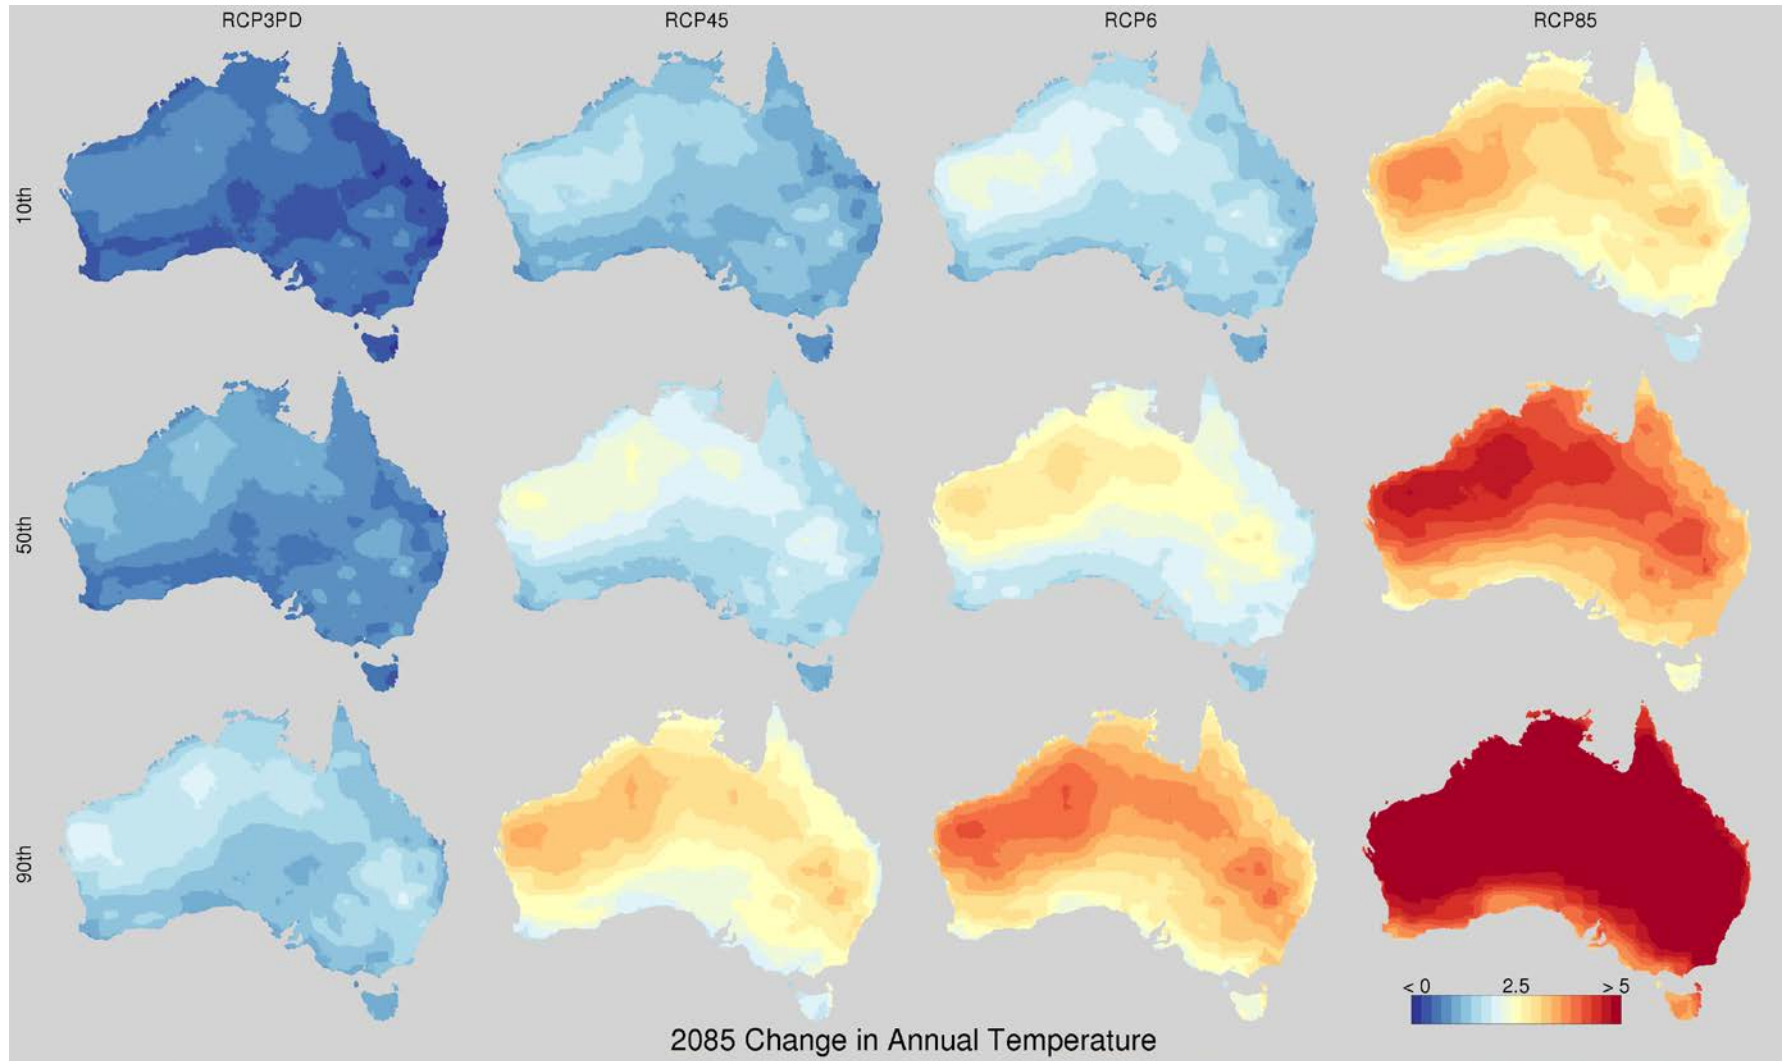 RCP3PD RCP45 RCP6 RCP85
10th
50th
90th
< 0 2.5 > 5
2085 Change in Annual Temperature